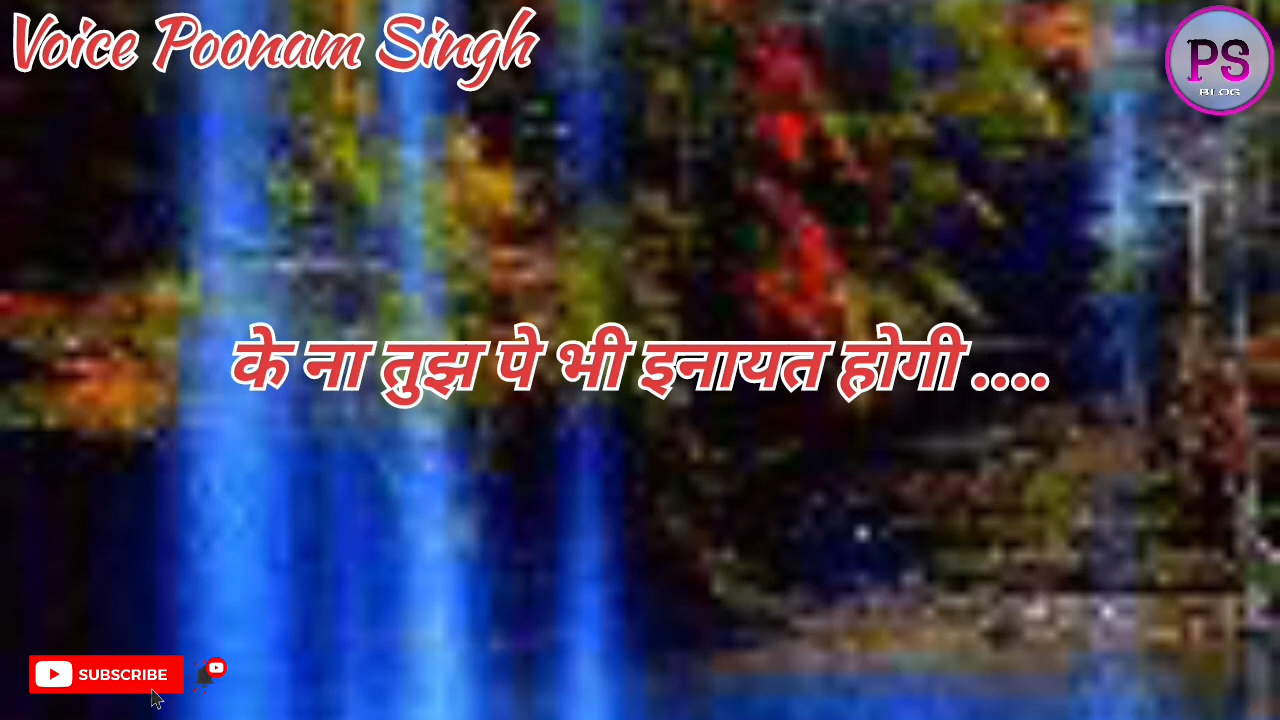 Voice Poonam Singh
PS
BLOG
के ना तुझ पे भी इनायत होगी ....
SUBSCRIBE